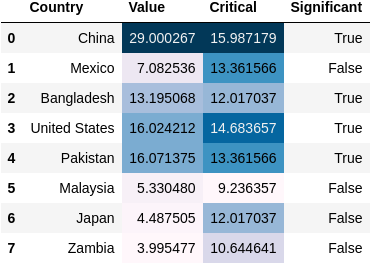 Country Value Critical Significant
0 China 29.000267 15.987179 True
1 Mexico 7.082536 13.361566 False
2 Bangladesh 13.195068 12.017037 True
3 United States 16.024212 14.683657 True
4 Pakistan 16.071375 13.361566 True
5 Malaysia 5.330480 9.236357 False
6 Japan 4.487505 12.017037 False
7 Zambia 3.995477 10.644641 False